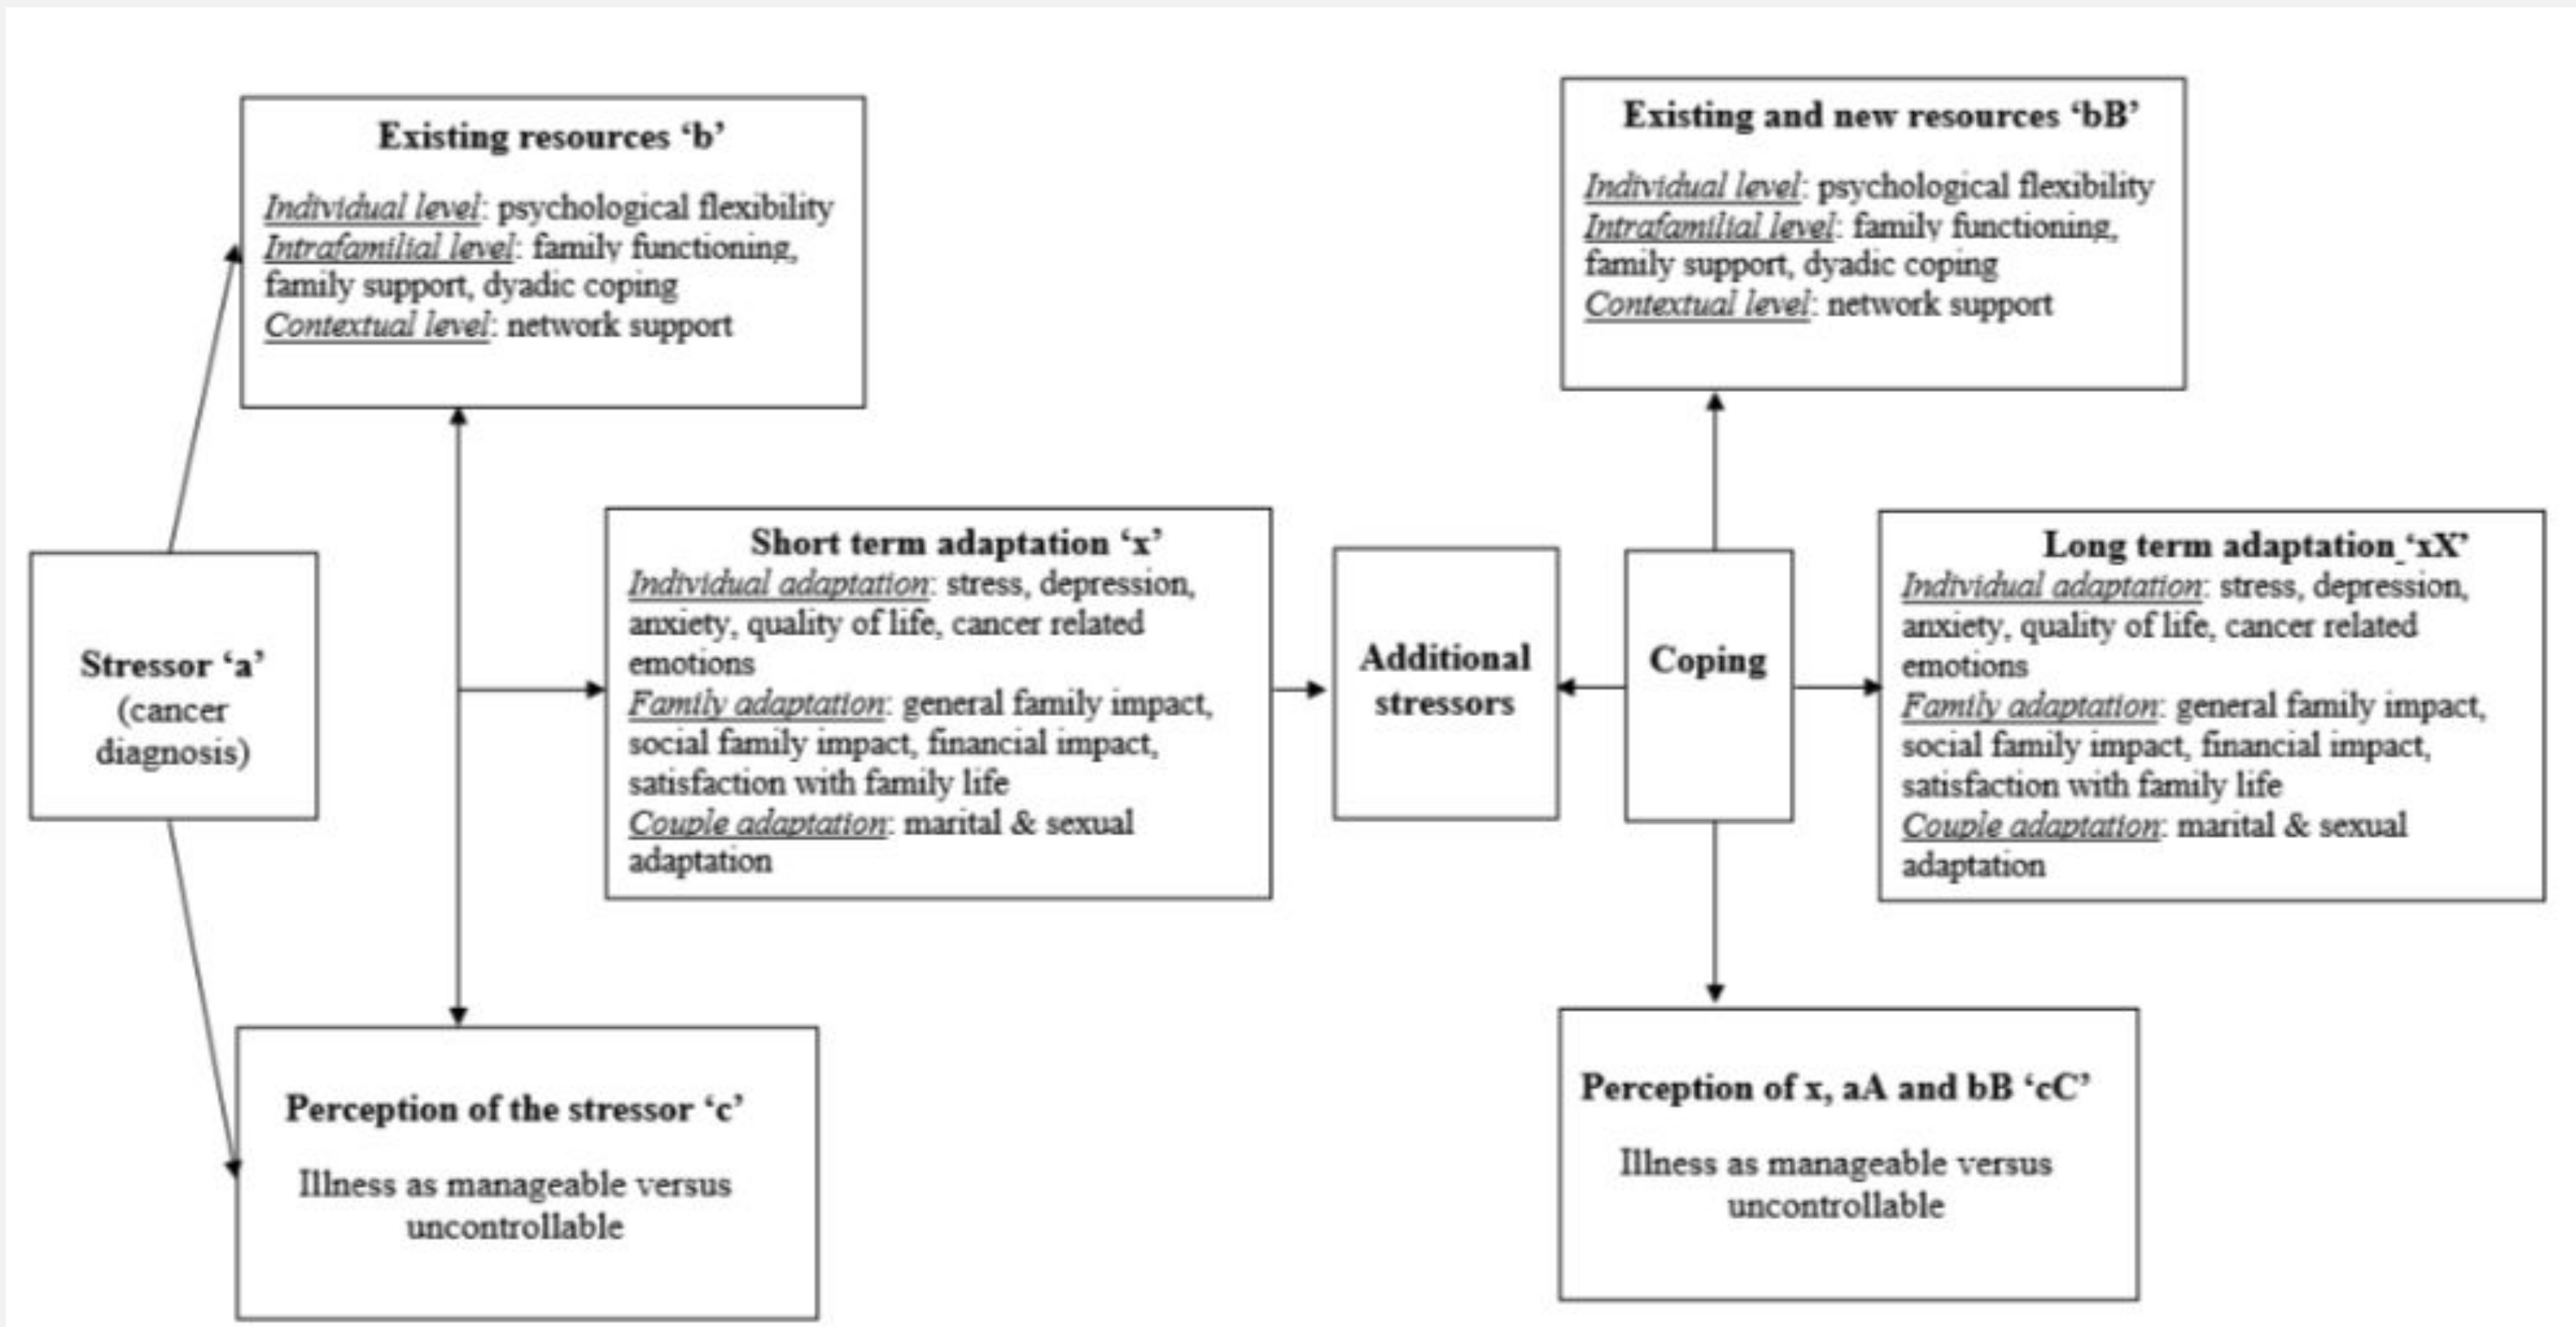 Existing resources ‘b’
Individual level: psychological flexibility
Intrafamilial level: family functioning,
family support, dyadic coping
Contextual level: network support
Existing and new resources ‘bB’
Individual level: psychological flexibility
Intrafamilial level: family functioning,
family support, dyadic coping
Contextual level: network support
Stressor ‘a’
(cancer
diagnosis)
Short term adaptation ‘x’
Individual adaptation: stress, depression,
anxiety, quality of life, cancer related
emotions
Family adaptation: general family impact,
social family impact, financial impact,
satisfaction with family life
Couple adaptation: marital & sexual
adaptation
Additional
stressors
Coping
Long term adaptation ‘xX’
Individual adaptation: stress, depression,
anxiety, quality of life, cancer related
emotions
Family adaptation: general family impact,
social family impact, financial impact,
satisfaction with family life
Couple adaptation: marital & sexual
adaptation
Perception of the stressor ‘c’
Illness as manageable versus
uncontrollable
Perception of x, aA and bB ‘cC’
Illness as manageable versus
uncontrollable